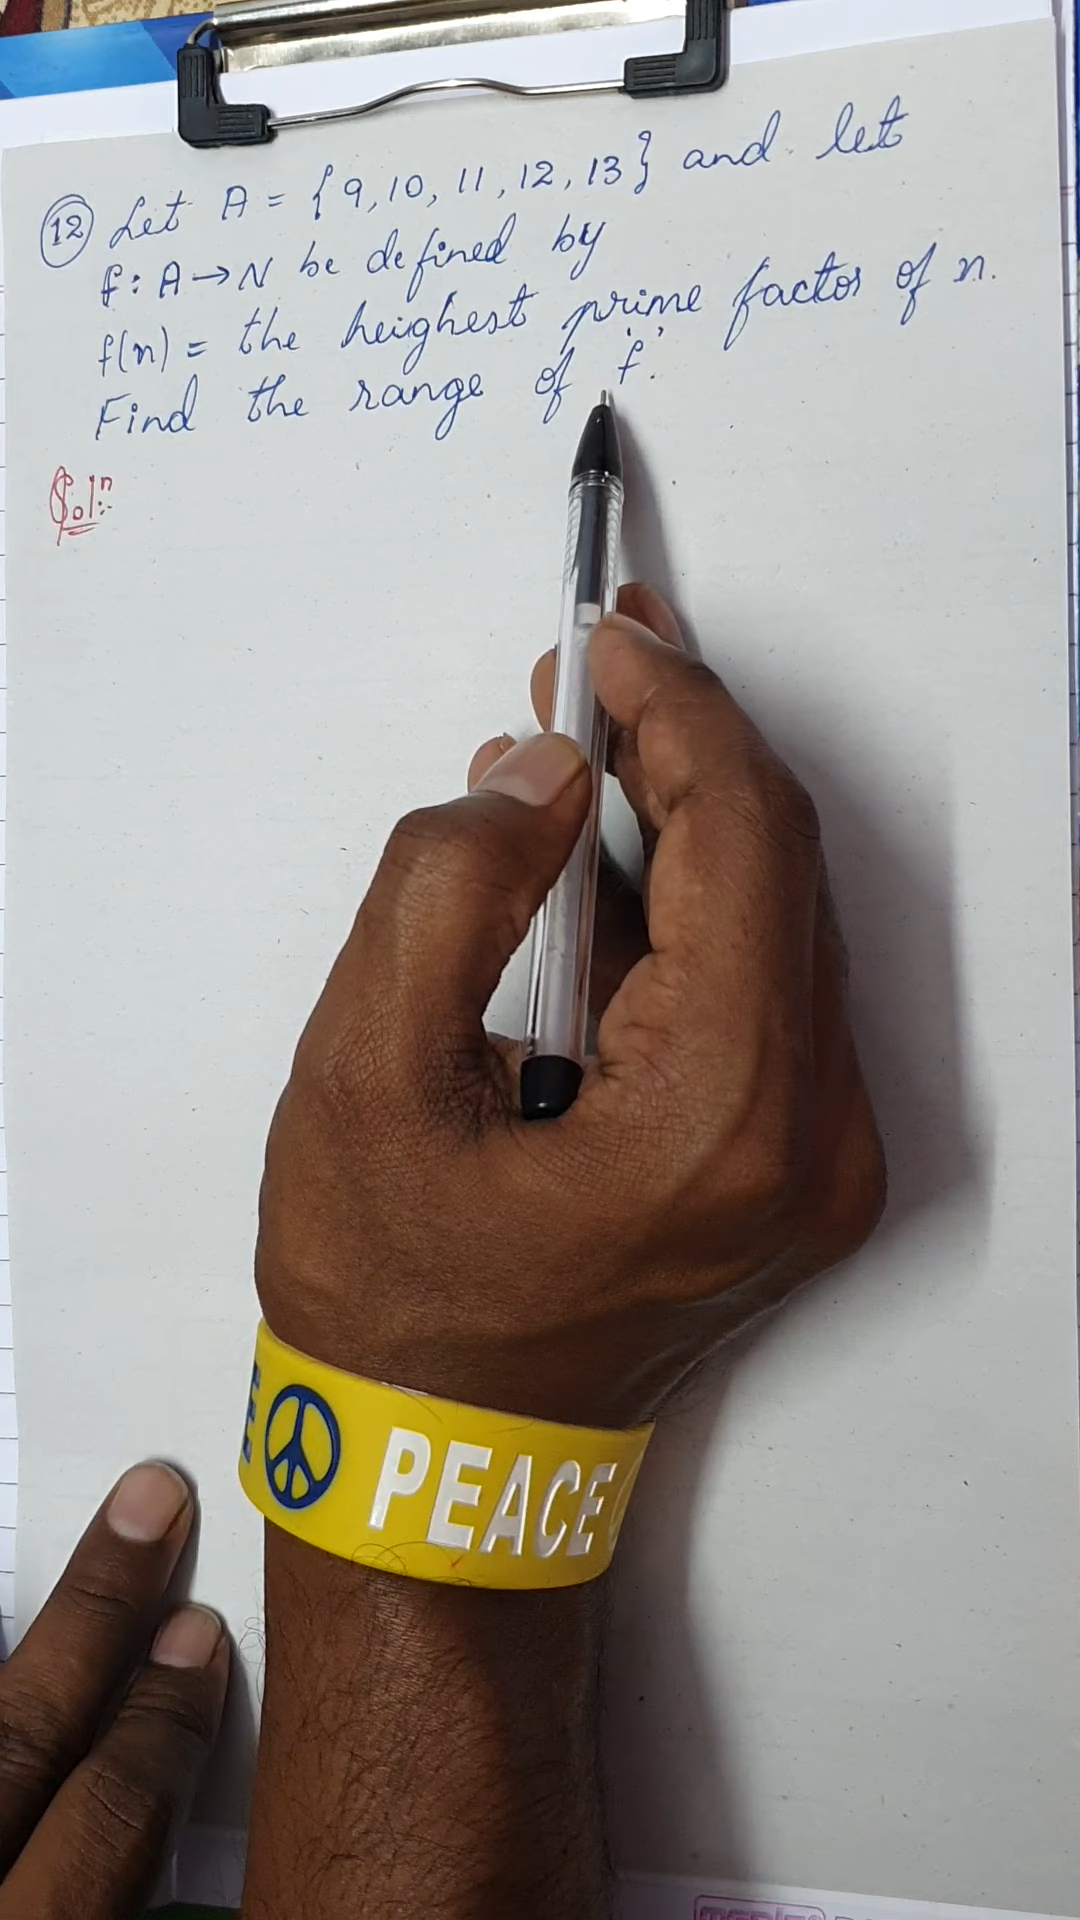 12 Let A = {9, 10, 11, 12, 13} and let
f : A → N be defined by
f(n) = the heighest prime factor of n.
Find the range of 'f'.
Solⁿ:-
PEACE